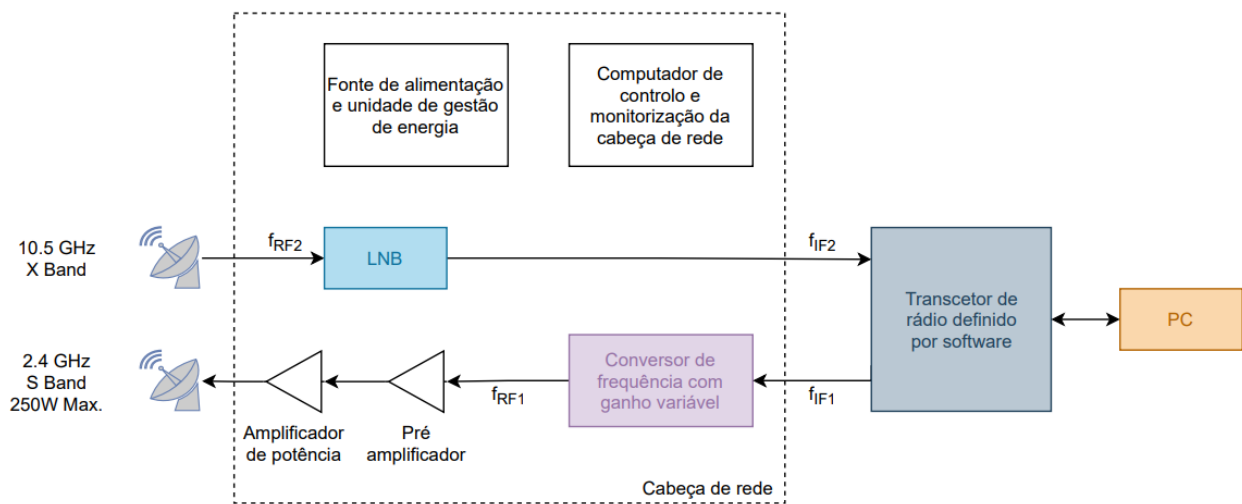 Fonte de alimentação
e unidade de gestão
de energia
Computador de
controlo e
monitorização da
cabeça de rede
10.5 GHz
X Band
fRF2
LNB
fIF2
Transcetor de
rádio definido
por software
PC
2.4 GHz
S Band
250W Max.
Amplificador
de potência
Pré
amplificador
fRF1
Conversor de
frequência com
ganho variável
fIF1
Cabeça de rede